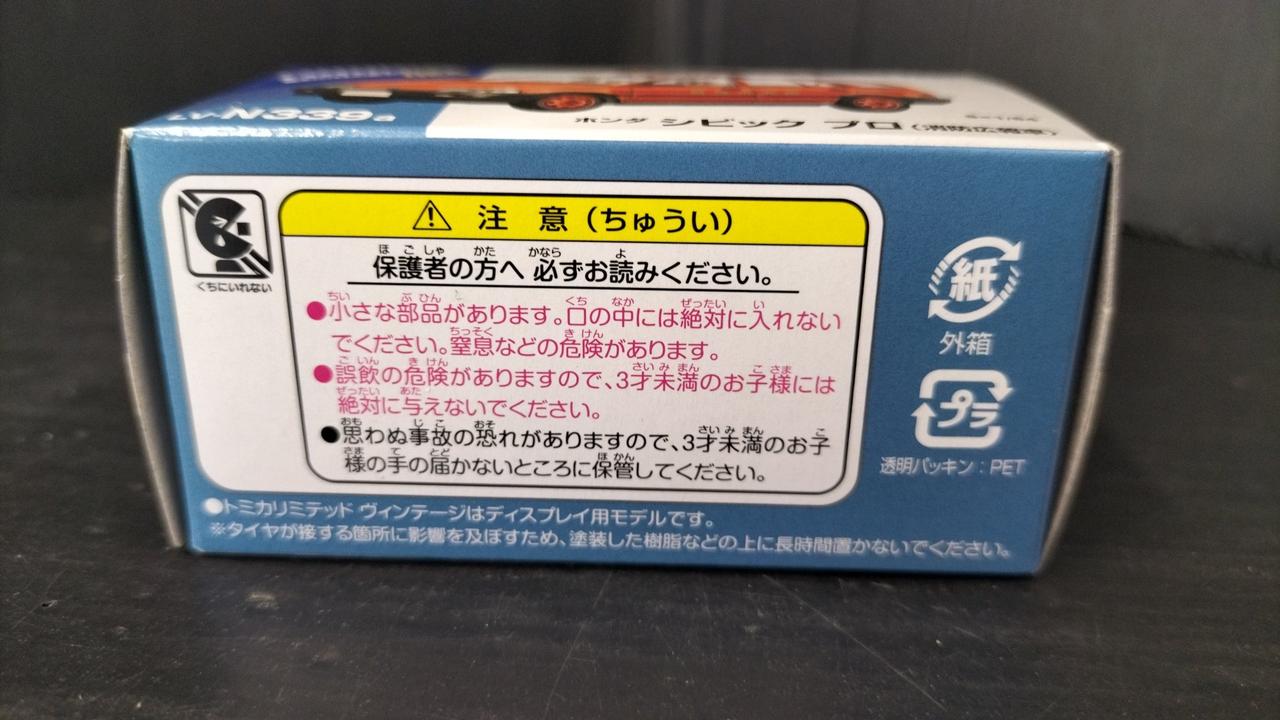 LV-N339a
ホンダ シビック プロ (消防広報車)
S=1/64
くちにいれない
注 意 (ちゅうい)
保護者の方へ 必ずお読みください。
●小さな部品があります。口の中には絶対に入れない
でください。窒息などの危険があります。
●誤飲の危険がありますので、3才未満のお子様には
絶対に与えないでください。
●思わぬ事故の恐れがありますので、3才未満のお子
様の手の届かないところに保管してください。
紙
外箱
プラ
透明パッキン:PET
●トミカリミテッド ヴィンテージはディスプレイ用モデルです。
※タイヤが接する箇所に影響を及ぼすため、塗装した樹脂などの上に長時間置かないでください。